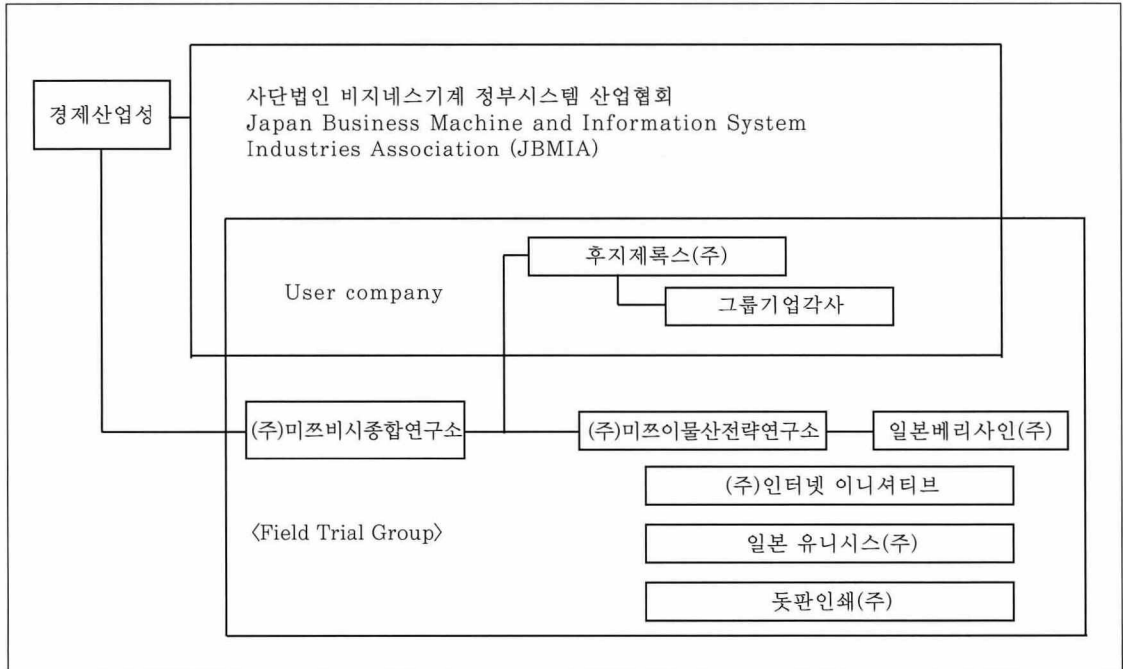 경제산업성
사단법인 비지네스기계 정부시스템 산업협회
Japan Business Machine and Information System
Industries Association (JBMIA)
후지제록스(주)
User company
그룹기업각사
(주)미쯔비시종합연구소
(주)미쯔이물산전략연구소
일본베리사인(주)
(주)인터넷 이니셔티브
〈Field Trial Group〉
일본 유니시스(주)
돗판인쇄(주)